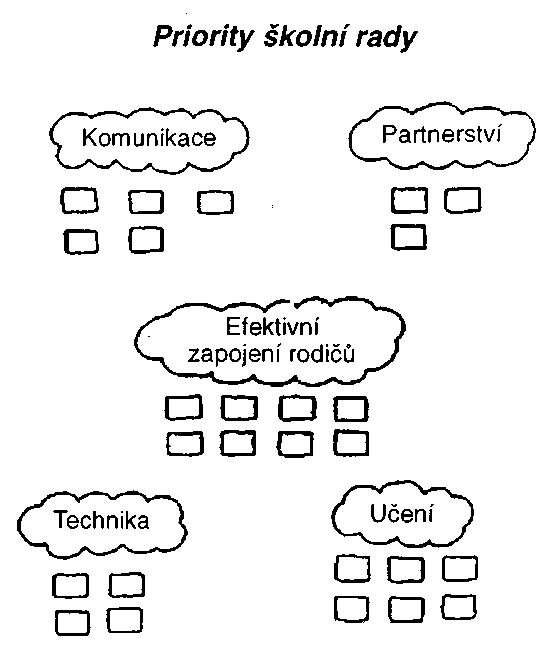 Priority školní rady
Komunikace
Partnerství
Efektivní
zapojení rodičů
Technika
Učení